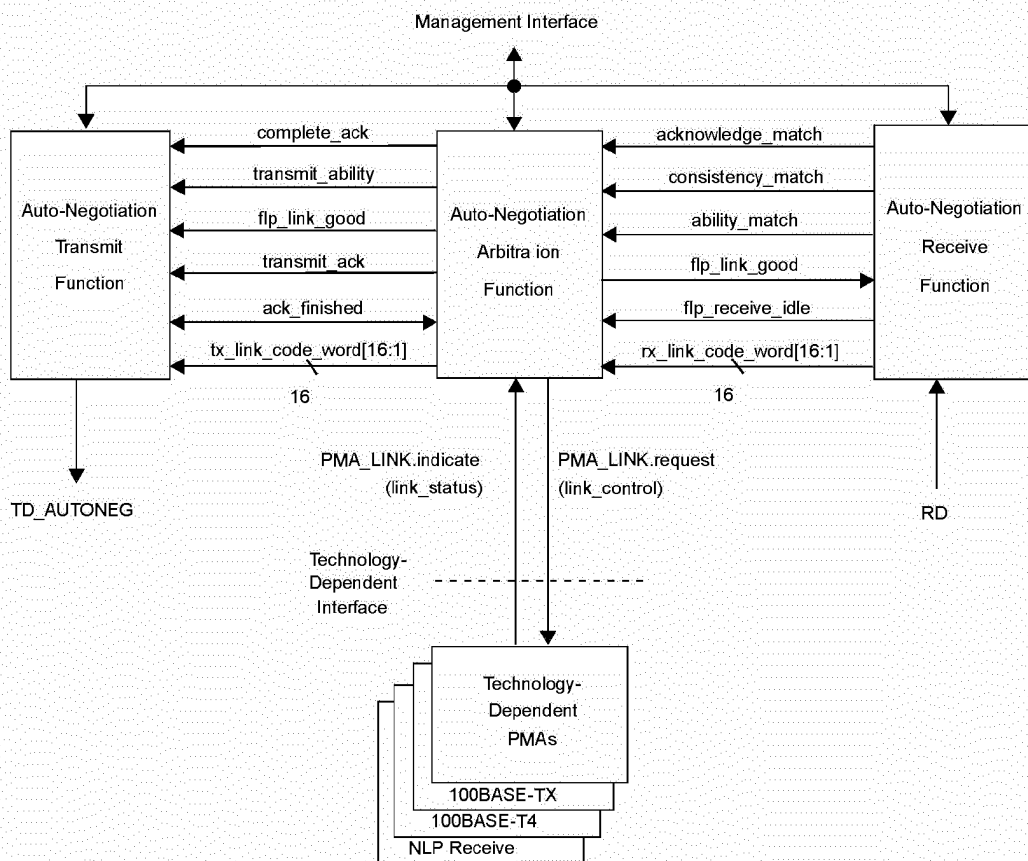 Management Interface
complete_ack
transmit_ability
flp_link_good
transmit_ack
ack_finished
tx_link_code_word[16:1]
16
acknowledge_match
consistency_match
ability_match
flp_link_good
flp_receive_idle
rx_link_code_word[16:1]
16
Auto-Negotiation
Transmit
Function
Auto-Negotiation
Arbitra ion
Function
Auto-Negotiation
Receive
Function
TD_AUTONEG
PMA_LINK.indicate
(link_status)
PMA_LINK.request
(link_control)
RD
Technology-
Dependent
Interface
Technology-
Dependent
PMAs
100BASE-TX
100BASE-T4
NLP Receive